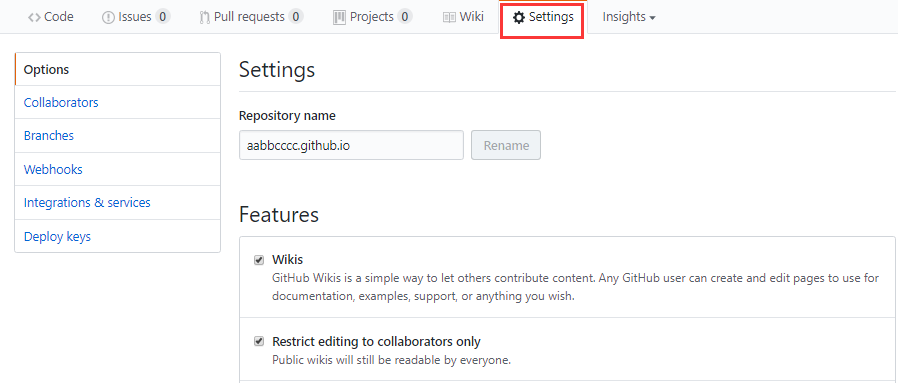 Code Issues 0 Pull requests 0 Projects 0 Wiki Settings Insights
Options
Collaborators
Branches
Webhooks
Integrations & services
Deploy keys
Settings
Repository name
aabbcccc.github.io Rename
Features
Wikis
GitHub Wikis is a simple way to let others contribute content. Any GitHub user can create and edit pages to use for
documentation, examples, support, or anything you wish.
Restrict editing to collaborators only
Public wikis will still be readable by everyone.